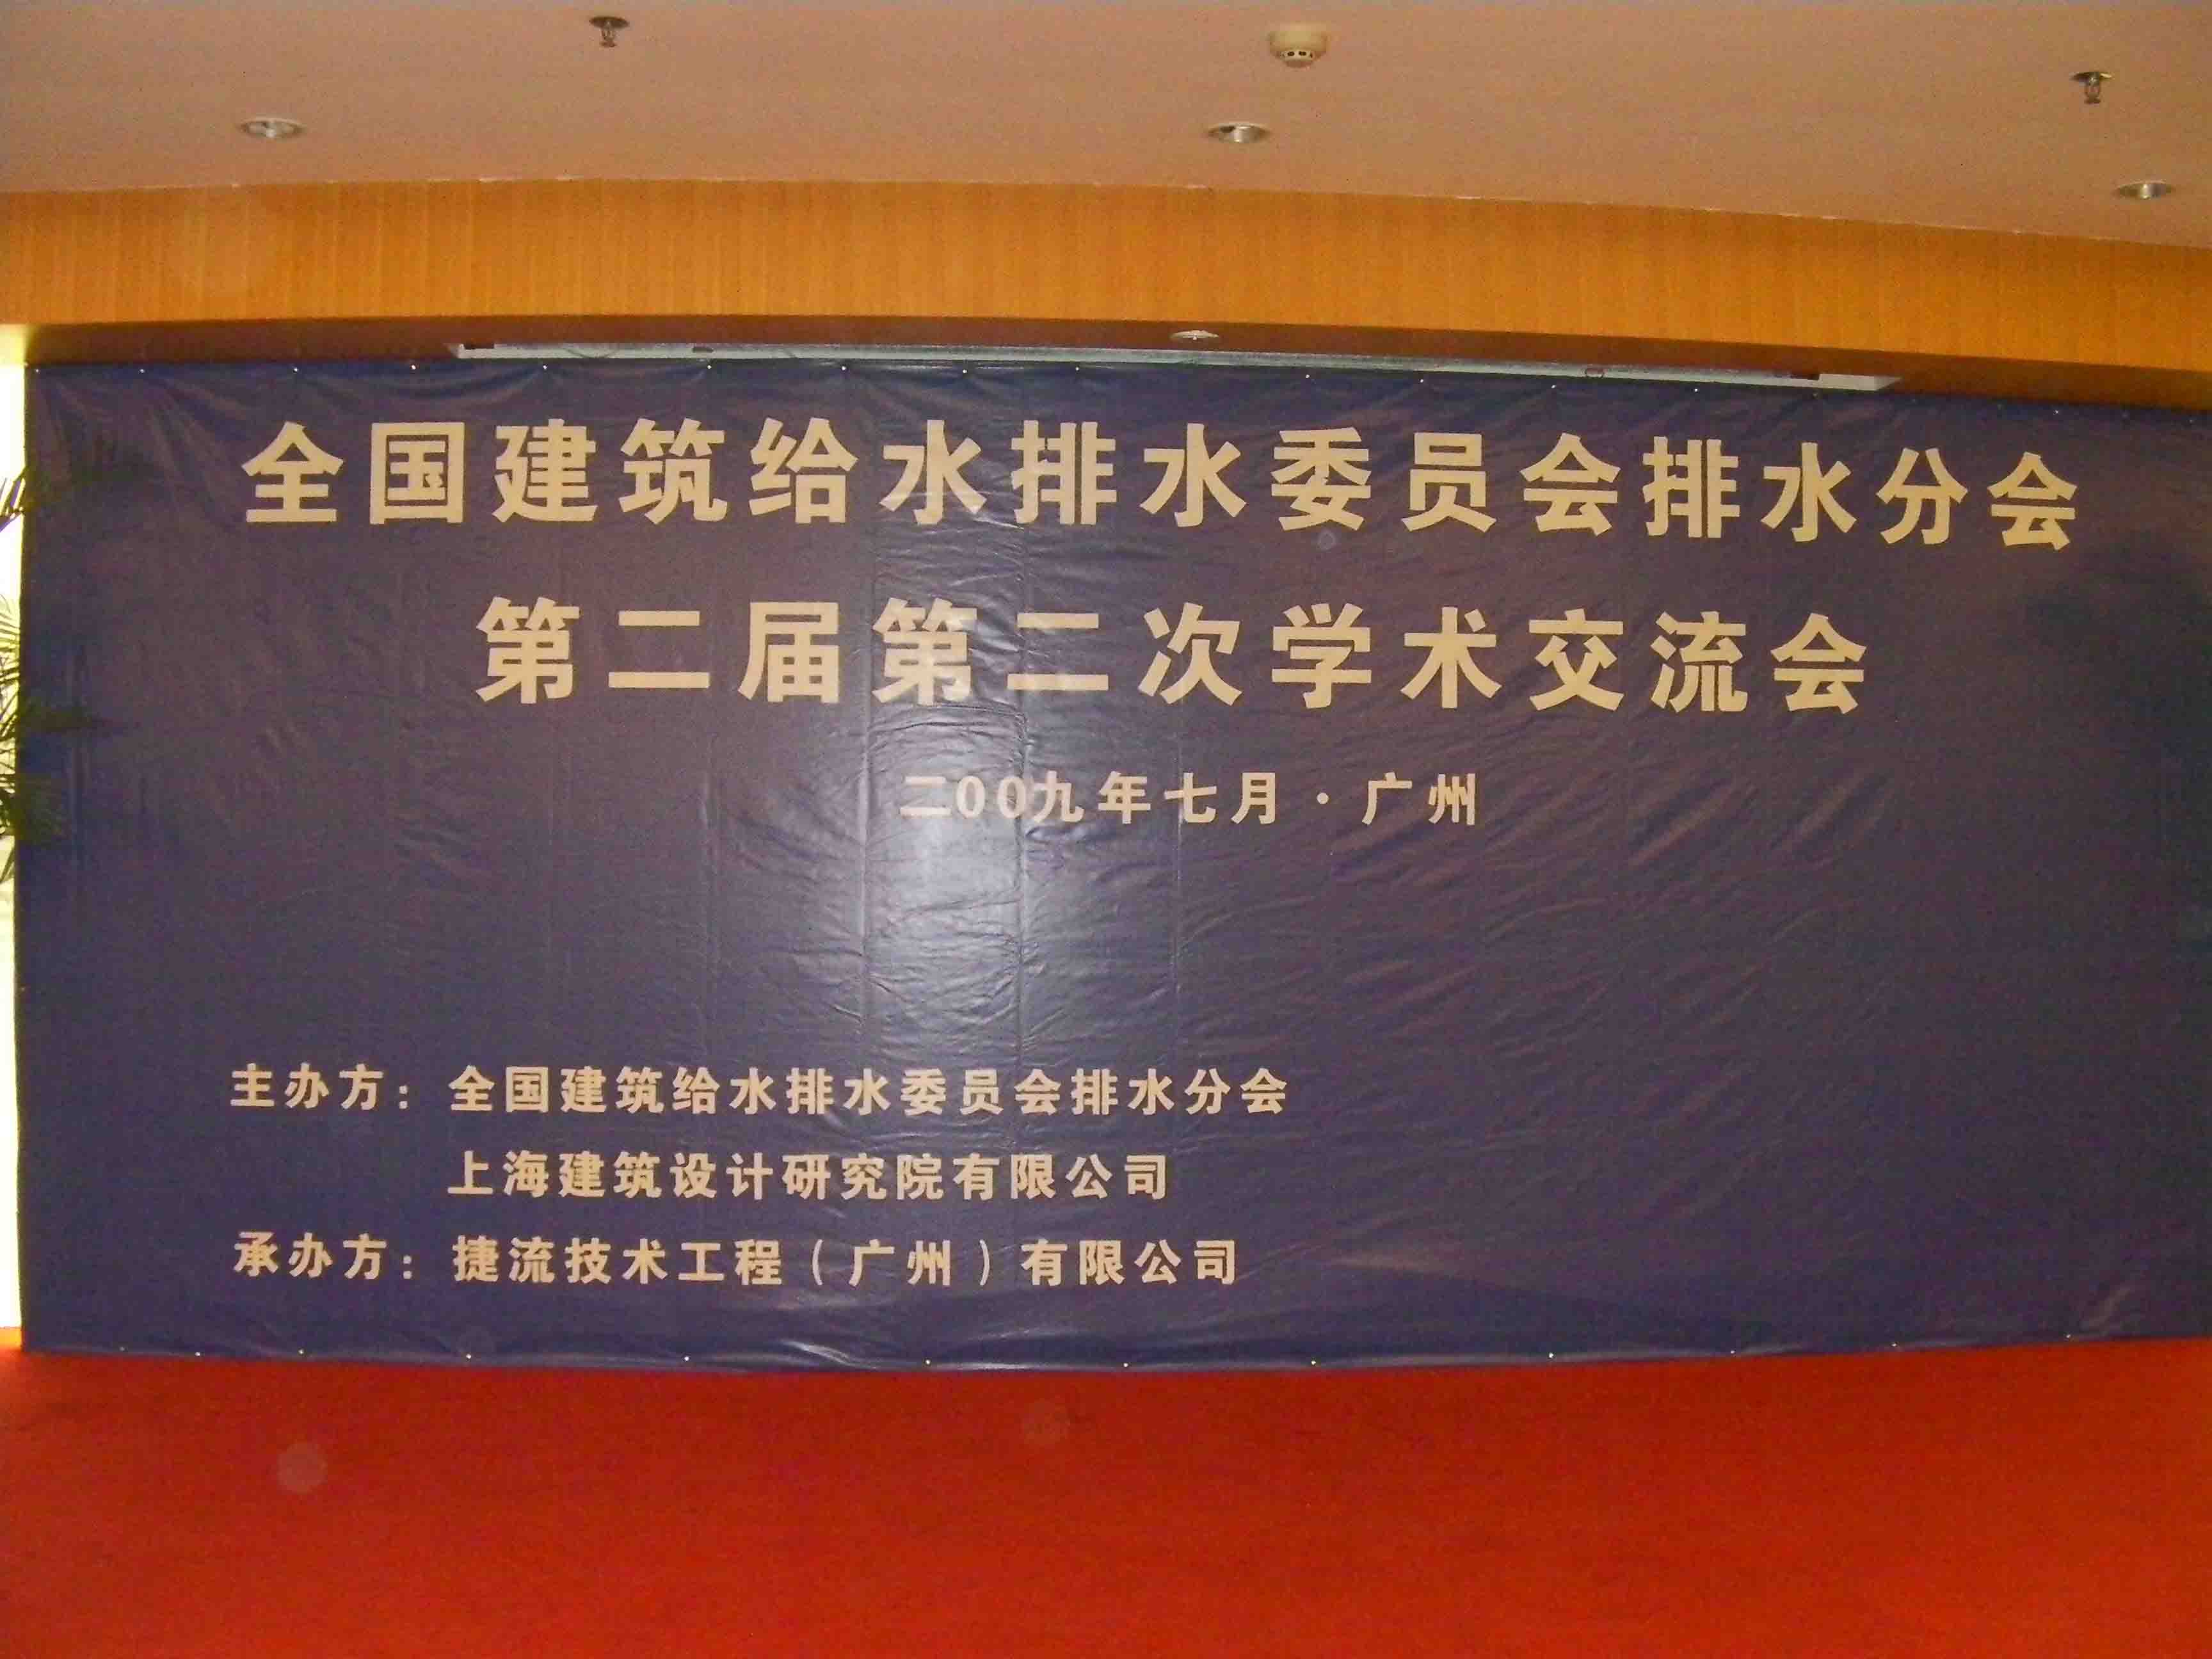 全国建筑给水排水委员会排水分会
第二届第二次学术交流会
二00九年七月·广州
主办方：全国建筑给水排水委员会排水分会
上海建筑设计研究院有限公司
承办方：捷流技术工程（广州）有限公司